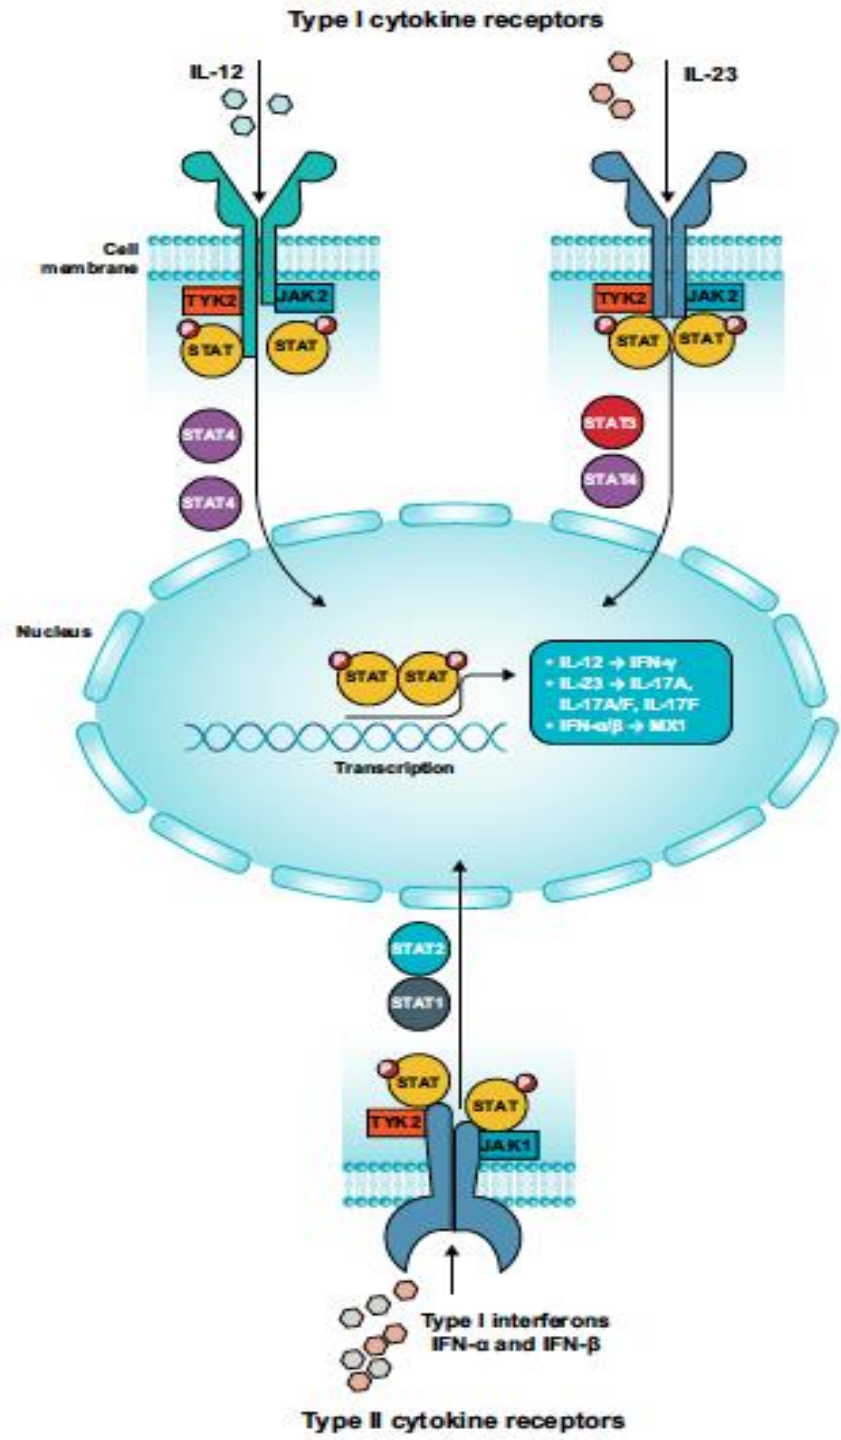 Type I cytokine receptors
IL-12
IL-23
Cell
membrane
TYK2
JAK2
STAT
STAT
TYK2
JAK2
STAT
STAT
STAT4
STAT4
STAT3
STAT4
Nucleus
STAT
STAT
• IL-12 → IFN-γ
• IL-23 → IL-17A,
IL-17A/F, IL-17F
• IFN-α/β → MX1
Transcription
STAT2
STAT1
STAT
STAT
TYK2
JAK1
Type I interferons
IFN-α and IFN-β
Type II cytokine receptors